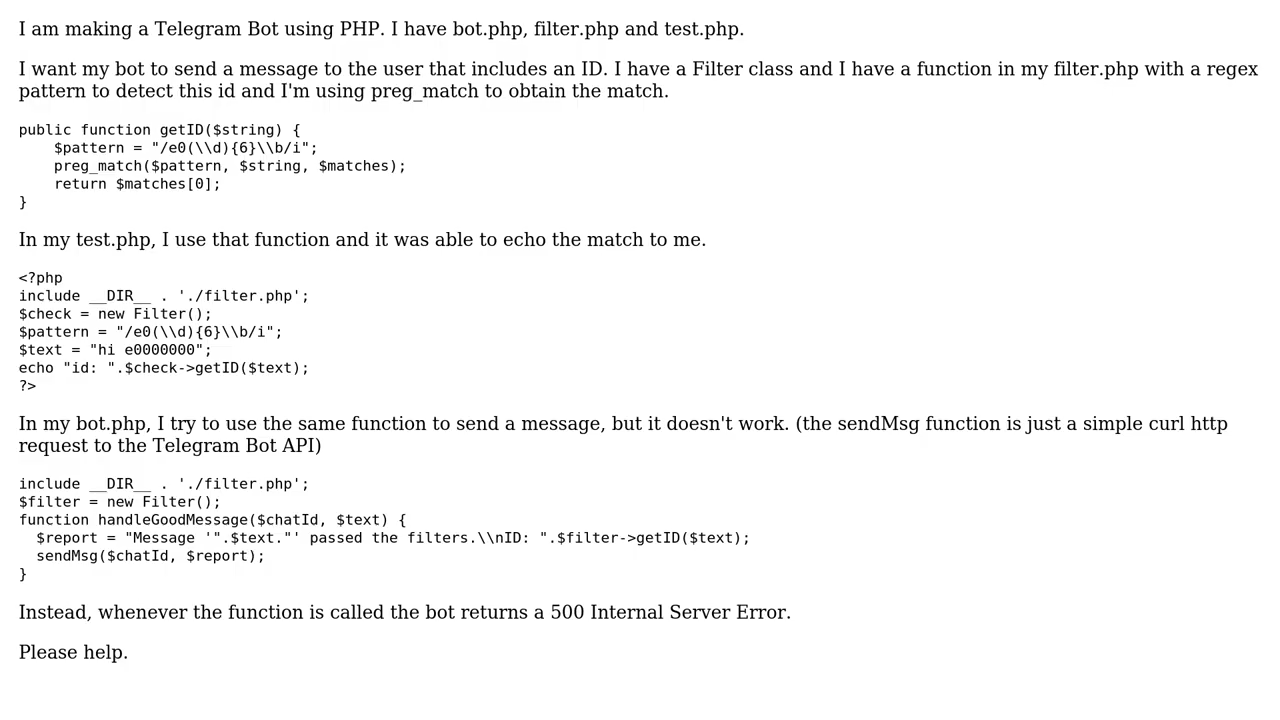 I am making a Telegram Bot using PHP. I have bot.php, filter.php and test.php.
I want my bot to send a message to the user that includes an ID. I have a Filter class and I have a function in my filter.php with a regex
pattern to detect this id and I'm using preg_match to obtain the match.
public function getID($string) {
    $pattern = "/e0(\\d){6}\\b/i";
    preg_match($pattern, $string, $matches);
    return $matches[0];
}
In my test.php, I use that function and it was able to echo the match to me.
<?php
include __DIR__ . './filter.php';
$check = new Filter();
$pattern = "/e0(\\d){6}\\b/i";
$text = "hi e0000000";
echo "id: ".$check->getID($text);
?>
In my bot.php, I try to use the same function to send a message, but it doesn't work. (the sendMsg function is just a simple curl http
request to the Telegram Bot API)
include __DIR__ . './filter.php';
$filter = new Filter();
function handleGoodMessage($chatId, $text) {
  $report = "Message '".$text."' passed the filters.\\nID: ".$filter->getID($text);
  sendMsg($chatId, $report);
}
Instead, whenever the function is called the bot returns a 500 Internal Server Error.
Please help.